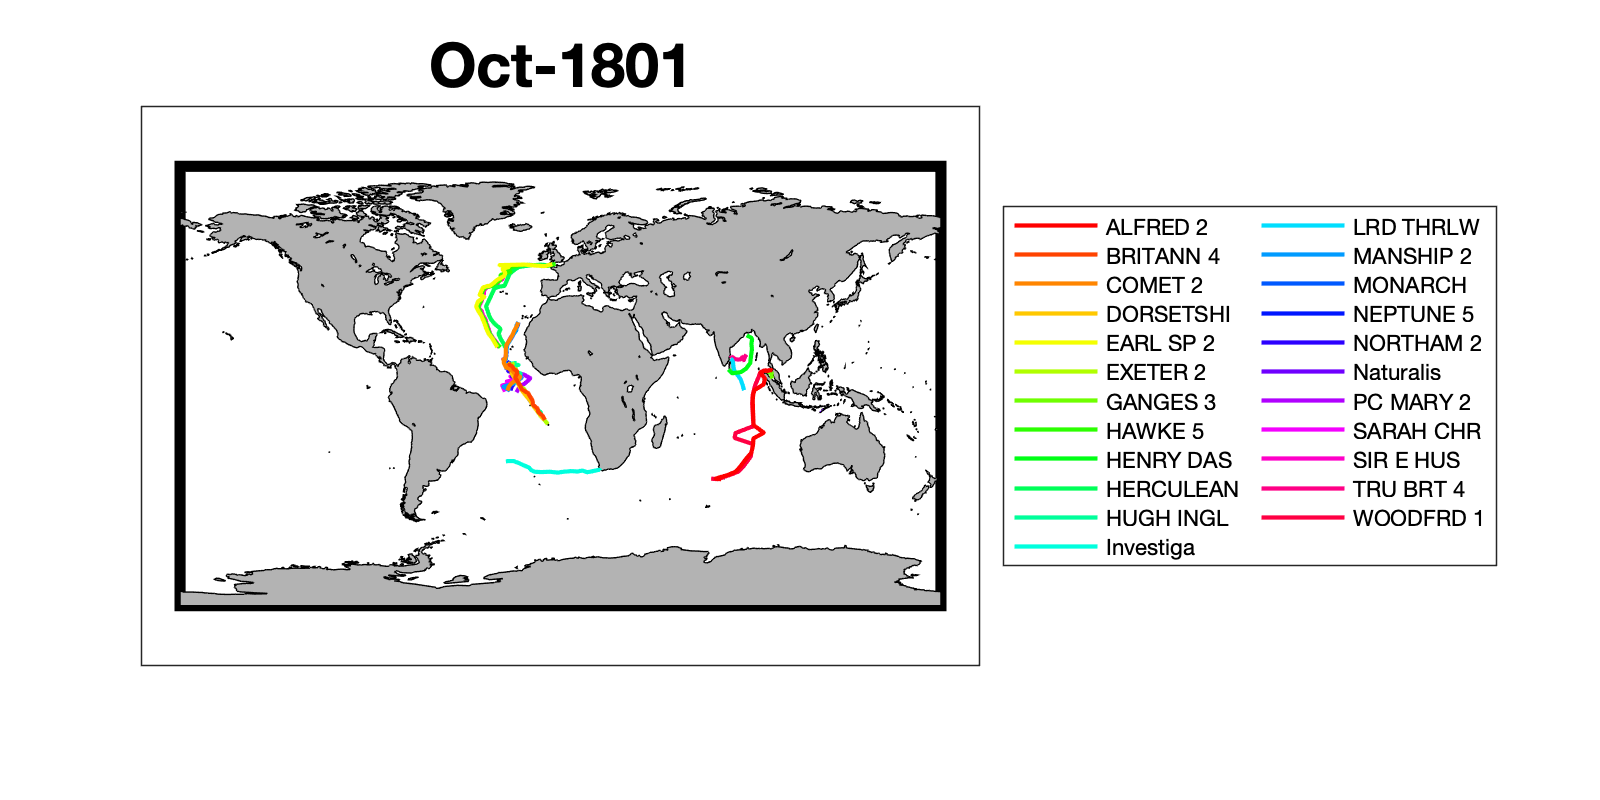 Oct-1801
ALFRED 2
BRITANN 4
COMET 2
DORSETSHI
EARL SP 2
EXETER 2
GANGES 3
HAWKE 5
HENRY DAS
HERCULEAN
HUGH INGL
Investiga
LRD THRLW
MANSHIP 2
MONARCH
NEPTUNE 5
NORTHAM 2
Naturalis
PC MARY 2
SARAH CHR
SIR E HUS
TRU BRT 4
WOODFRD 1